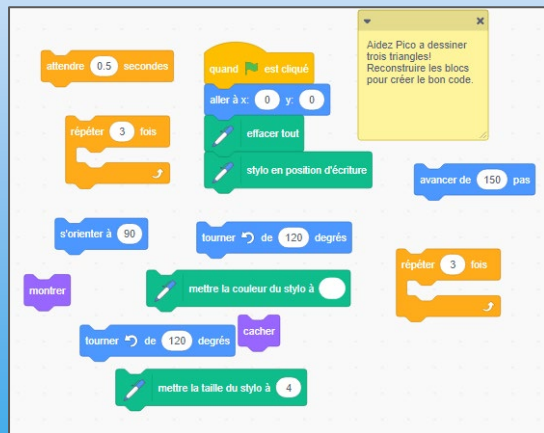 Aidez Pico a dessiner
trois triangles!
Reconstruire les blocs
pour créer le bon code.
attendre 0.5 secondes
quand est cliqué
aller à x: 0 y: 0
effacer tout
stylo en position d'écriture
répéter 3 fois
avancer de 150 pas
s'orienter à 90
tourner de 120 degrés
répéter 3 fois
montrer
mettre la couleur du stylo à
cacher
tourner de 120 degrés
mettre la taille du stylo à 4